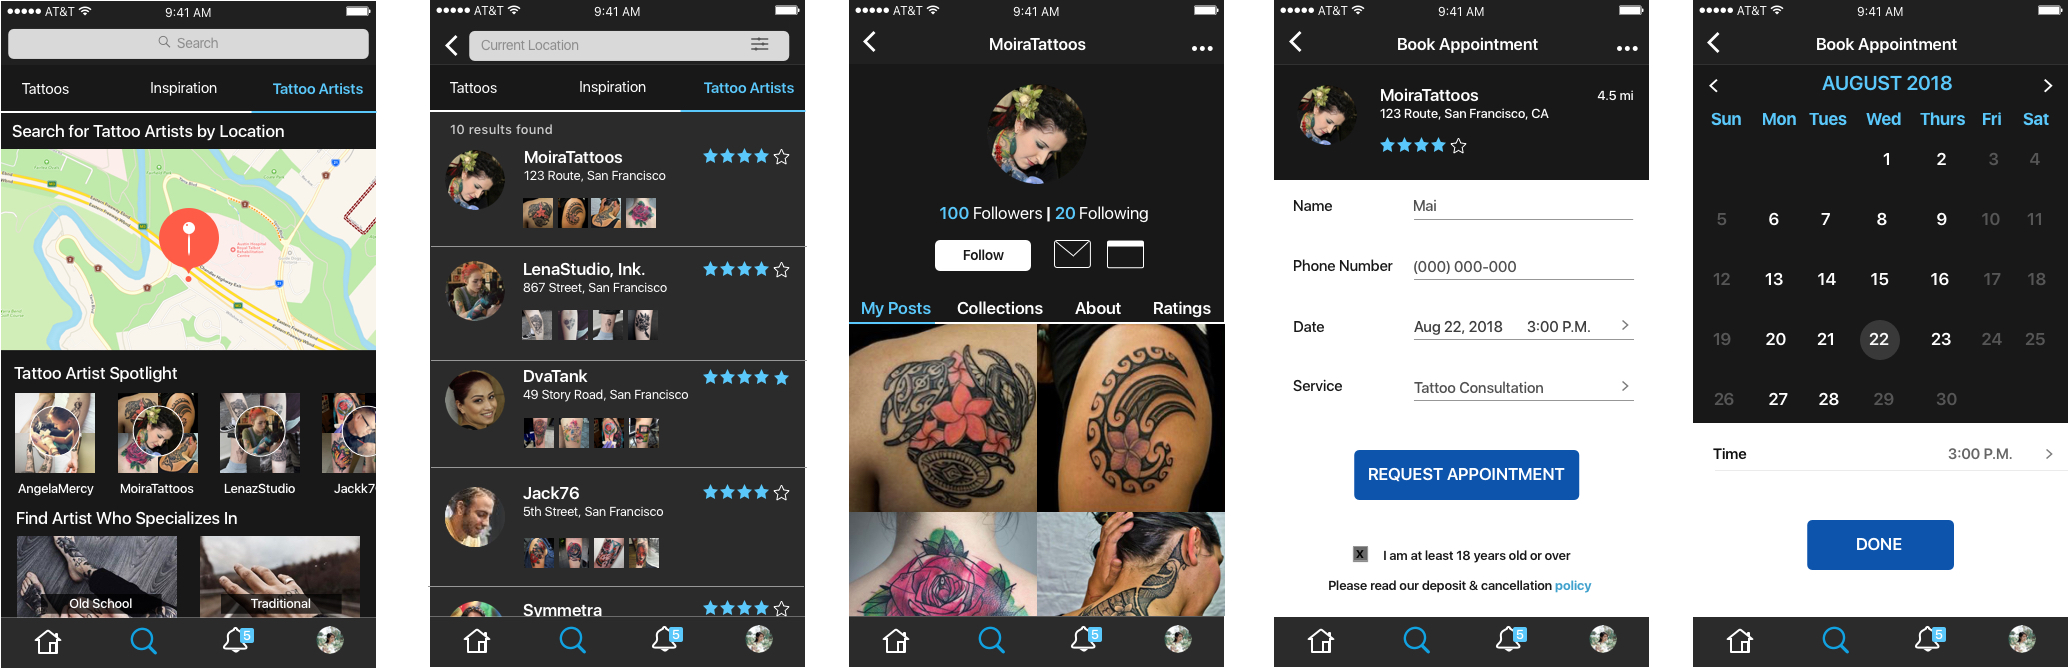 AT&T 9:41 AM
Search
Tattoos Inspiration Tattoo Artists
Search for Tattoo Artists by Location
Tattoo Artist Spotlight
AngelaMercy MoiraTattoos LenazStudio Jackk7
Find Artist Who Specializes In
Old School Traditional
5
AT&T 9:41 AM
Current Location
Tattoos Inspiration Tattoo Artists
10 results found
MoiraTattoos
123 Route, San Francisco
LenaStudio, Ink.
867 Street, San Francisco
DvaTank
49 Story Road, San Francisco
Jack76
5th Street, San Francisco
Symmetra
5
AT&T 9:41 AM
MoiraTattoos
100 Followers | 20 Following
Follow
My Posts Collections About Ratings
5
AT&T 9:41 AM
Book Appointment
MoiraTattoos 4.5 mi
123 Route, San Francisco, CA
Name Mai
Phone Number (000) 000-000
Date Aug 22, 2018 3:00 P.M.
Service Tattoo Consultation
REQUEST APPOINTMENT
X I am at least 18 years old or over
Please read our deposit & cancellation policy
5
AT&T 9:41 AM
Book Appointment
AUGUST 2018
Sun Mon Tues Wed Thurs Fri Sat
1 2 3 4
5 6 7 8 9 10 11
12 13 14 15 16 17 18
19 20 21 22 23 24 25
26 27 28 29 30
Time 3:00 P.M.
DONE
5